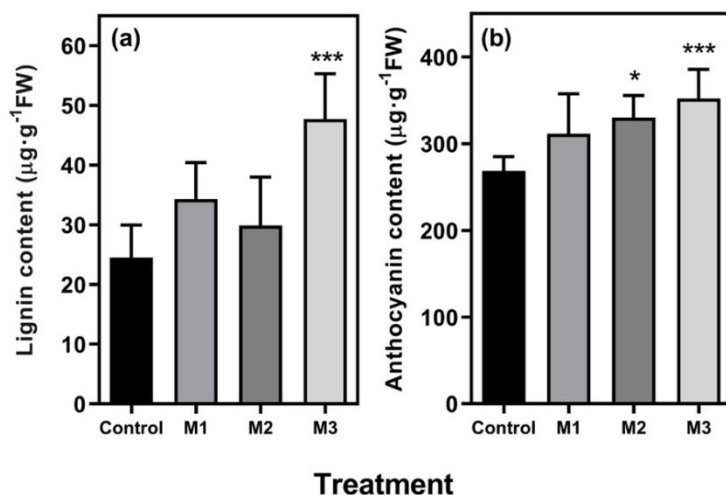 (a)
Lignin content (μg·g⁻¹FW)
60
50
40
30
20
10
0
***
Control M1 M2 M3
(b)
Anthocyanin content (μg·g⁻¹FW)
400
300
200
100
0
*
***
Control M1 M2 M3
Treatment